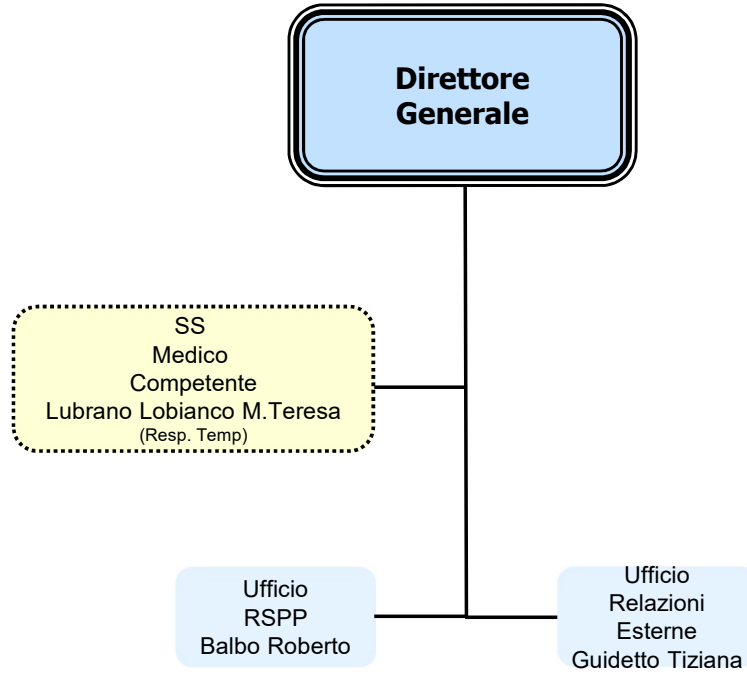 Direttore
Generale
SS
Medico
Competente
Lubrano Lobianco M.Teresa
(Resp. Temp)
Ufficio
RSPP
Balbo Roberto
Ufficio
Relazioni
Esterne
Guidetto Tiziana